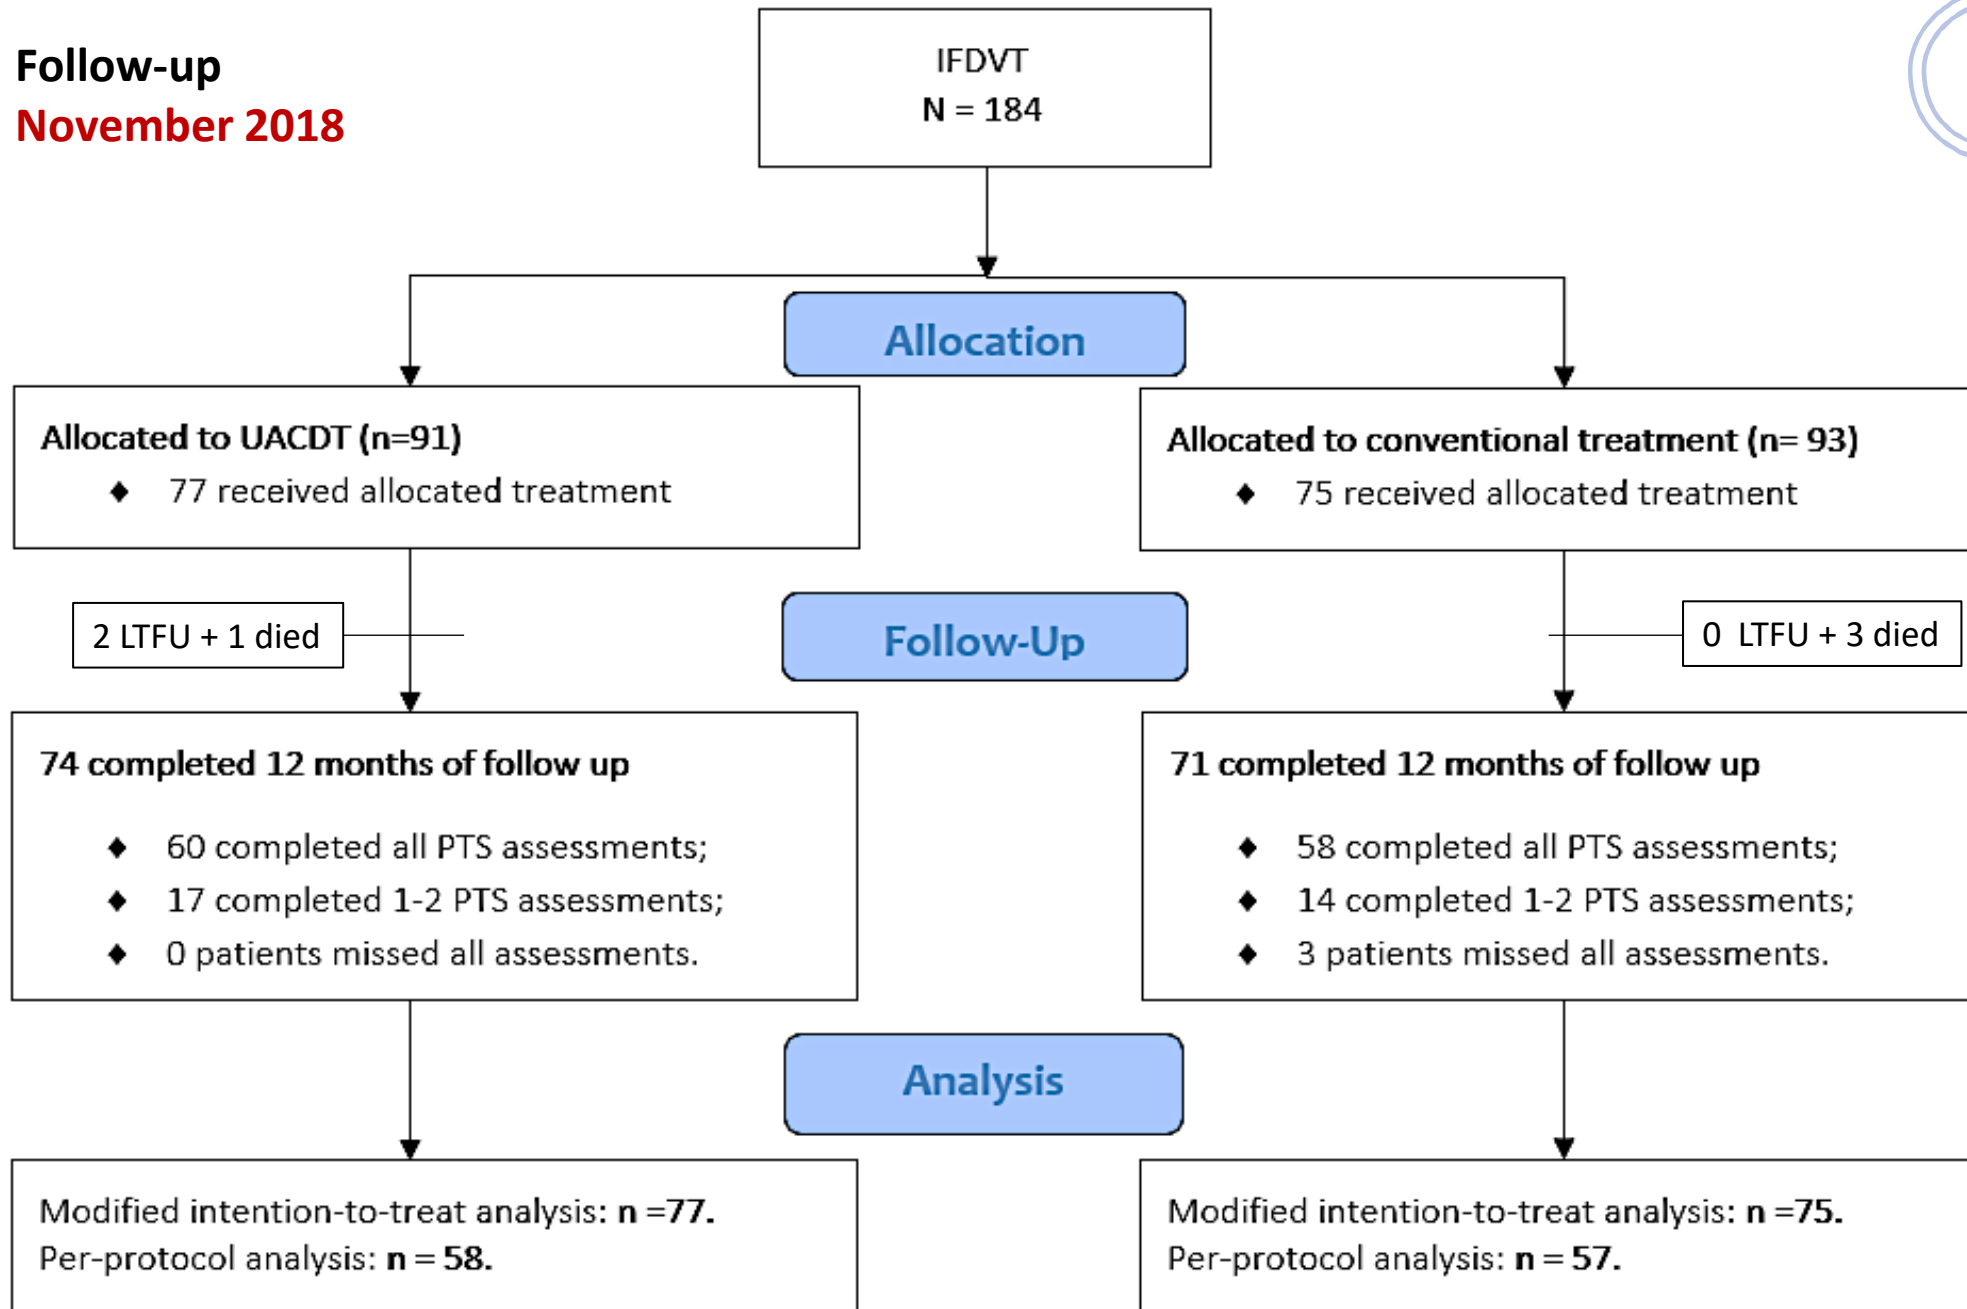 Follow-up
November 2018
IFDVT
N = 184
Allocation
Allocated to UACDT (n=91)
♦ 77 received allocated treatment
Allocated to conventional treatment (n= 93)
♦ 75 received allocated treatment
2 LTFU + 1 died
Follow-Up
0 LTFU + 3 died
74 completed 12 months of follow up
♦ 60 completed all PTS assessments;
♦ 17 completed 1-2 PTS assessments;
♦ 0 patients missed all assessments.
71 completed 12 months of follow up
♦ 58 completed all PTS assessments;
♦ 14 completed 1-2 PTS assessments;
♦ 3 patients missed all assessments.
Analysis
Modified intention-to-treat analysis: n =77.
Per-protocol analysis: n = 58.
Modified intention-to-treat analysis: n =75.
Per-protocol analysis: n = 57.